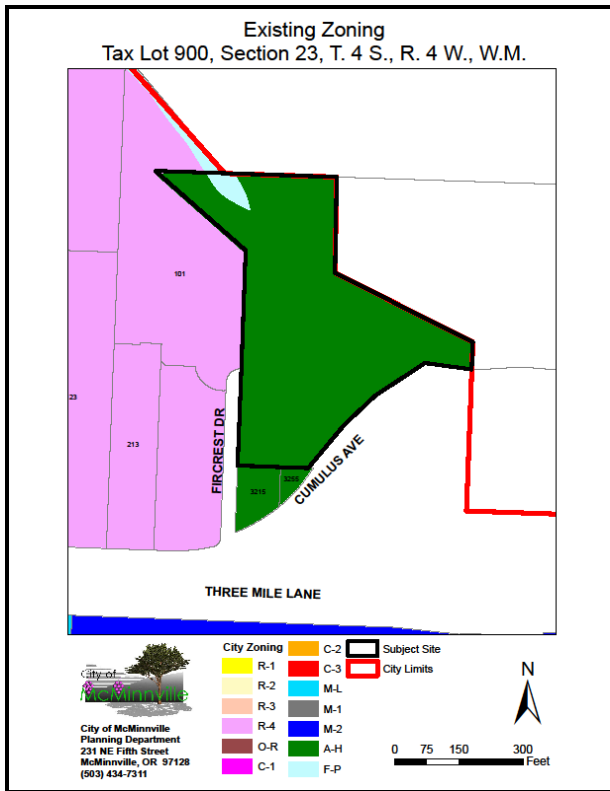 Existing Zoning
Tax Lot 900, Section 23, T. 4 S., R. 4 W., W.M.
101
23
213
FIRCREST DR
3215
3255
CUMULUS AVE
THREE MILE LANE
City of
McMinnville
City of McMinnville
Planning Department
231 NE Fifth Street
McMinnville, OR 97128
(503) 434-7311
City Zoning
R-1
R-2
R-3
R-4
O-R
C-1
C-2
C-3
M-L
M-1
M-2
A-H
F-P
Subject Site
City Limits
N
0 75 150 300
Feet